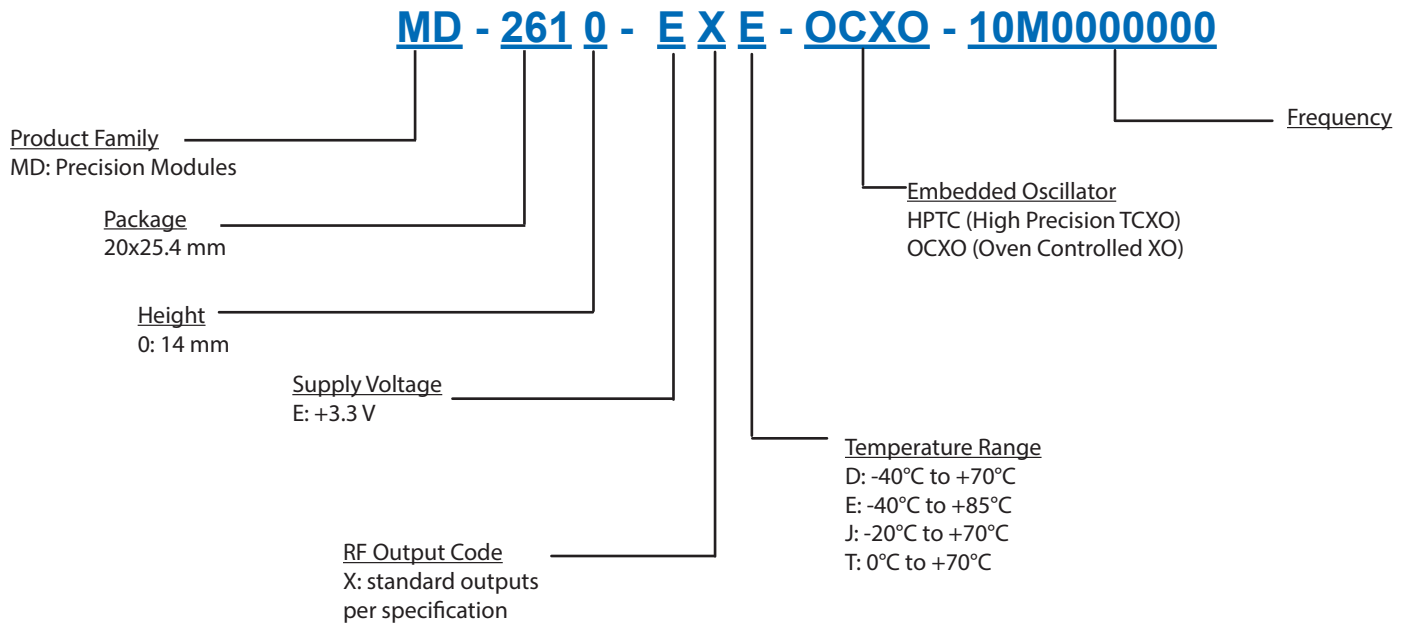 MD - 261 0 - E X E - OCXO - 10M0000000
Frequency
Product Family
MD: Precision Modules
Embedded Oscillator
HPTC (High Precision TCXO)
OCXO (Oven Controlled XO)
Package
20x25.4 mm
Height
0: 14 mm
Supply Voltage
E: +3.3 V
Temperature Range
D: -40°C to +70°C
E: -40°C to +85°C
J: -20°C to +70°C
T: 0°C to +70°C
RF Output Code
X: standard outputs
per specification